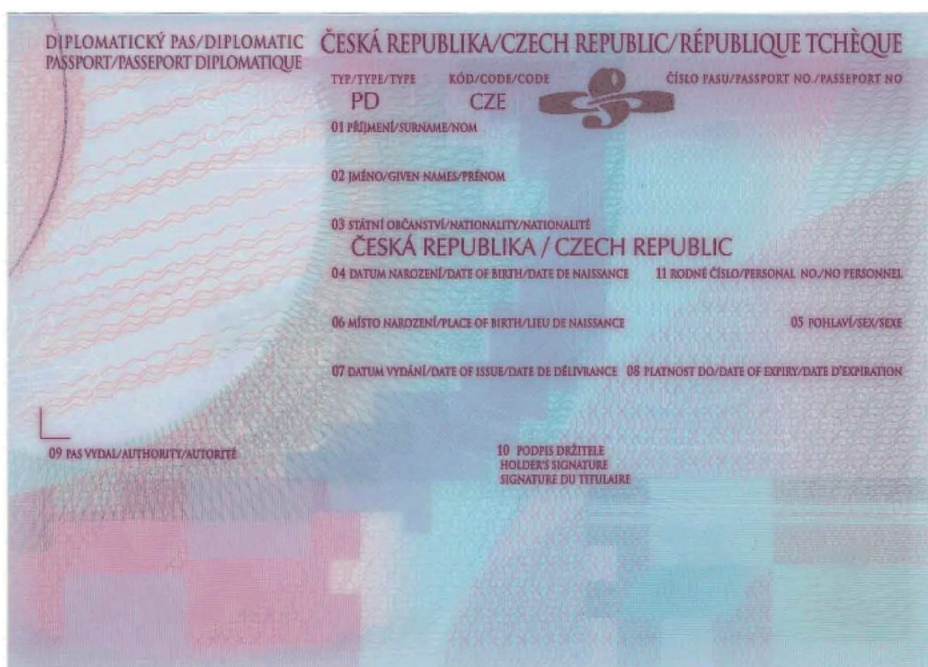 DIPLOMATICKÝ PAS/DIPLOMATIC
PASSPORT/PASSEPORT DIPLOMATIQUE
ČESKÁ REPUBLIKA/CZECH REPUBLIC/RÉPUBLIQUE TCHÈQUE
TYP/TYPE/TYPE KÓD/CODE/CODE ČÍSLO PASU/PASSPORT NO./PASSEPORT NO
PD CZE
01 PŘÍJMENÍ/SURNAME/NOM
02 JMÉNO/GIVEN NAMES/PRÉNOM
03 STÁTNÍ OBČANSTVÍ/NATIONALITY/NATIONALITÉ
ČESKÁ REPUBLIKA / CZECH REPUBLIC
04 DATUM NAROZENÍ/DATE OF BIRTH/DATE DE NAISSANCE 11 RODNÉ ČÍSLO/PERSONAL NO./NO PERSONNEL
06 MÍSTO NAROZENÍ/PLACE OF BIRTH/LIEU DE NAISSANCE 05 POHLAVÍ/SEX/SEXE
07 DATUM VYDÁNÍ/DATE OF ISSUE/DATE DE DÉLIVRANCE 08 PLATNOST DO/DATE OF EXPIRY/DATE D'EXPIRATION
09 PAS VYDAL/AUTHORITY/AUTORITÉ
10 PODPIS DRŽITELE
HOLDER'S SIGNATURE
SIGNATURE DU TITULAIRE